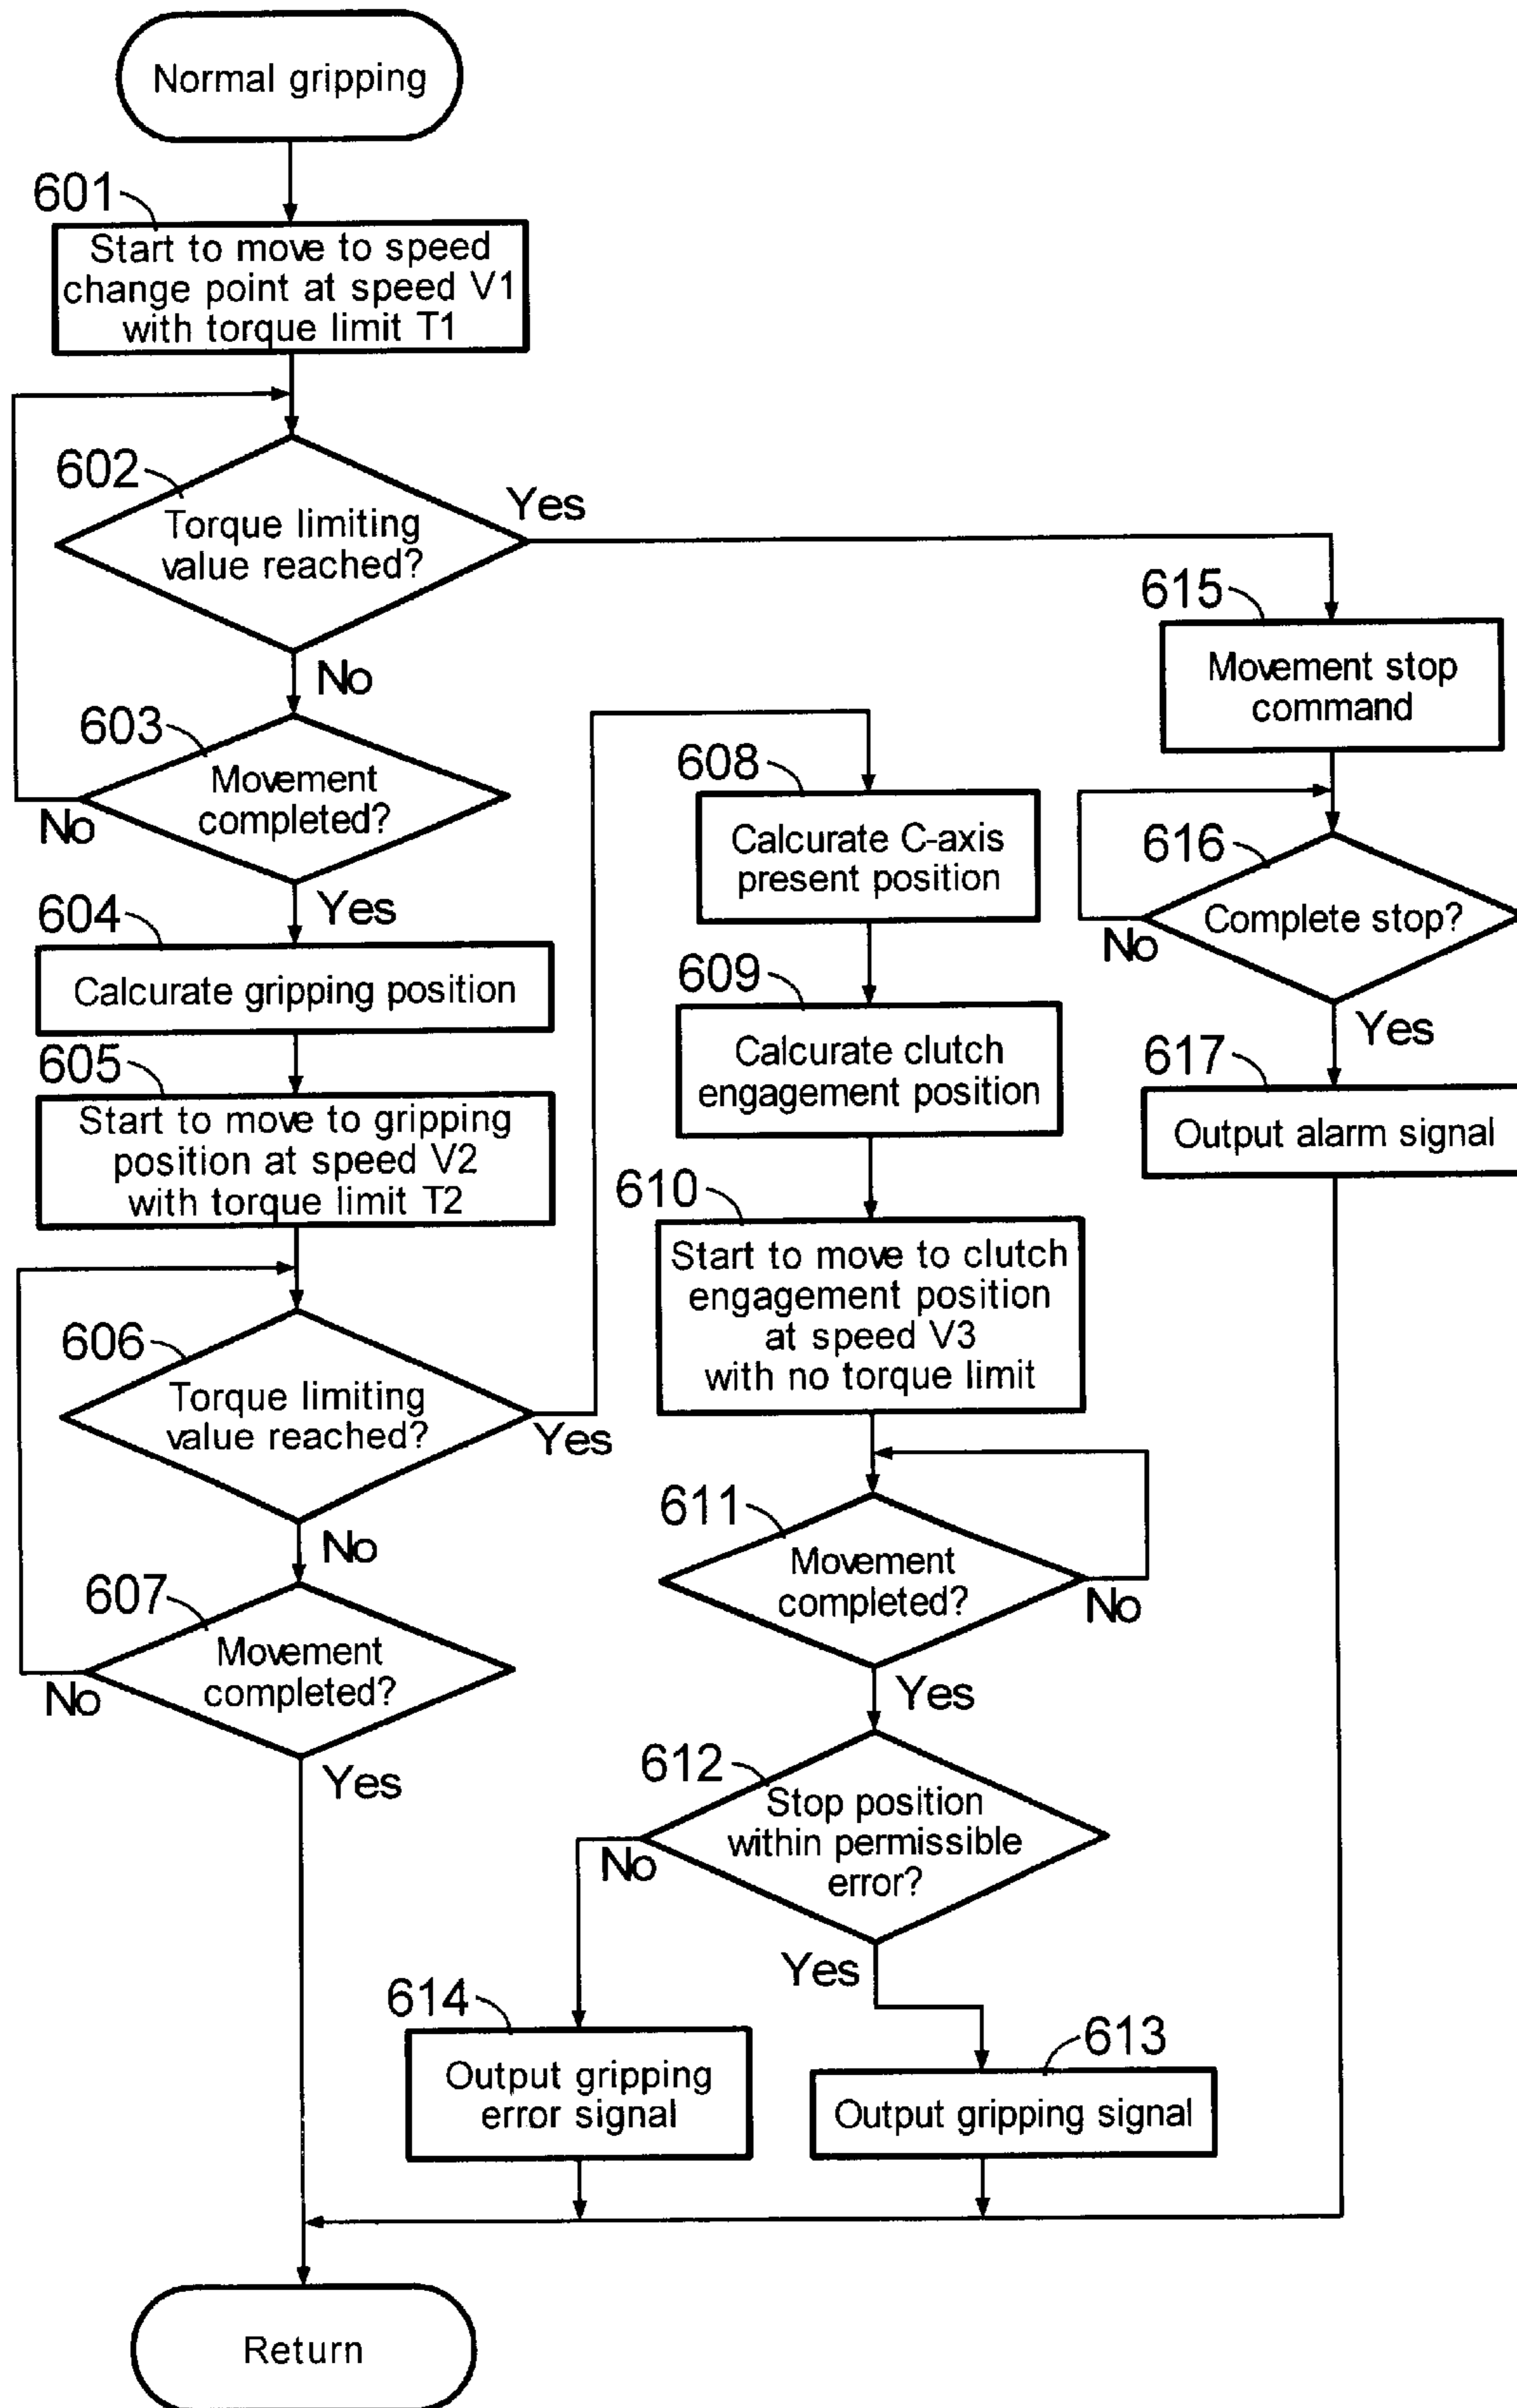 Normal gripping
601
Start to move to speed
change point at speed V1
with torque limit T1
602
Torque limiting
value reached?
Yes
No
603
Movement
completed?
No
Yes
604
Calcurate gripping position
605
Start to move to gripping
position at speed V2
with torque limit T2
606
Torque limiting
value reached?
Yes
No
607
Movement
completed?
No
Yes
608
Calcurate C-axis
present position
609
Calcurate clutch
engagement position
610
Start to move to clutch
engagement position
at speed V3
with no torque limit
611
Movement
completed?
No
Yes
612
Stop position
within permissible
error?
No
Yes
614
Output gripping
error signal
613
Output gripping signal
615
Movement stop
command
616
Complete stop?
No
Yes
617
Output alarm signal
Return